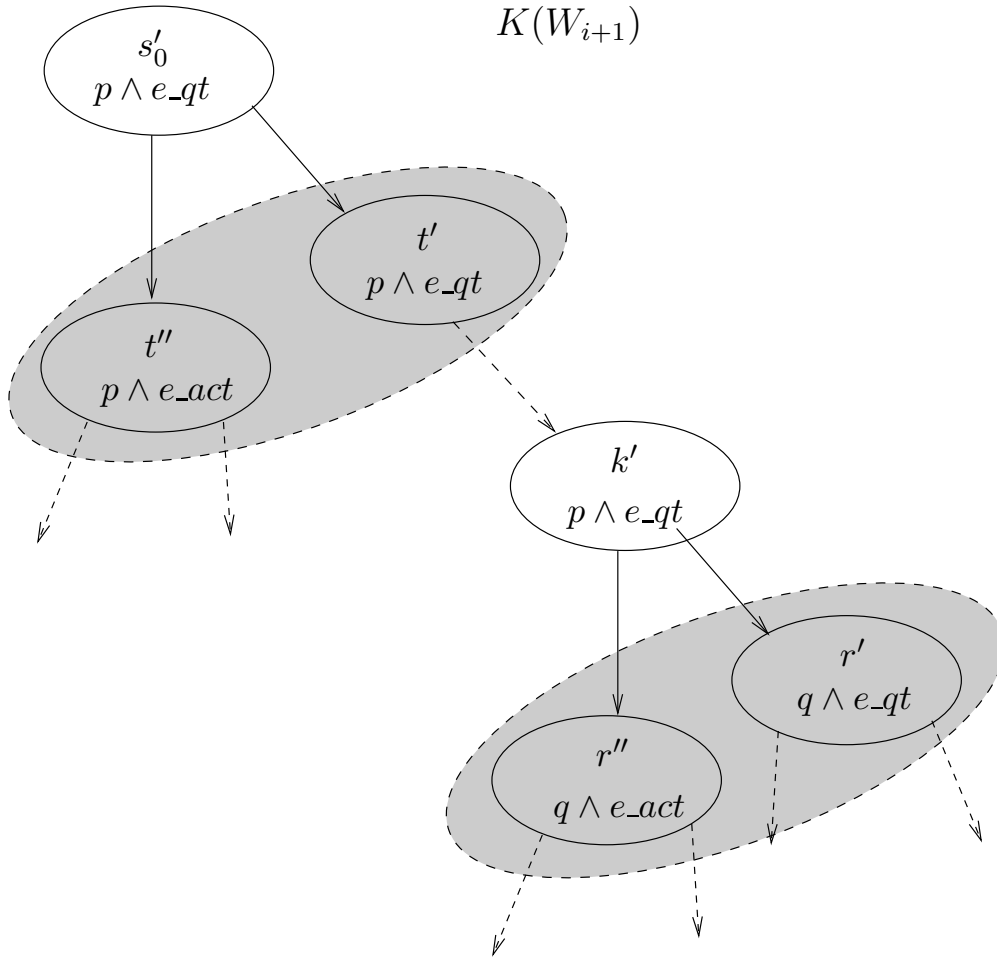 K(W_{i+1})
s′_0
p ∧ e_qt
t′
p ∧ e_qt
t″
p ∧ e_act
k′
p ∧ e_qt
r′
q ∧ e_qt
r″
q ∧ e_act